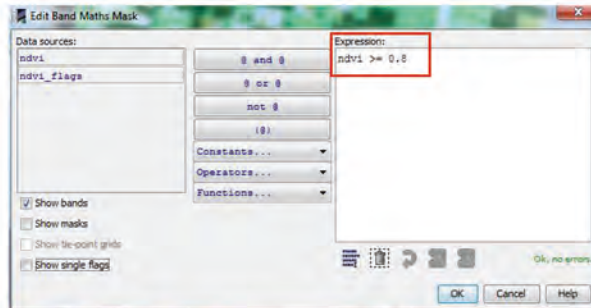 Edit Band Maths Mask
Data sources:
ndvi
ndvi_flags
@ and @
@ or @
not @
(@)
Constants...
Operators...
Functions...
Show bands
Show masks
Show tie-point grids
Show single flags
Expression:
ndvi >= 0.8
Ok, no errors
OK
Cancel
Help